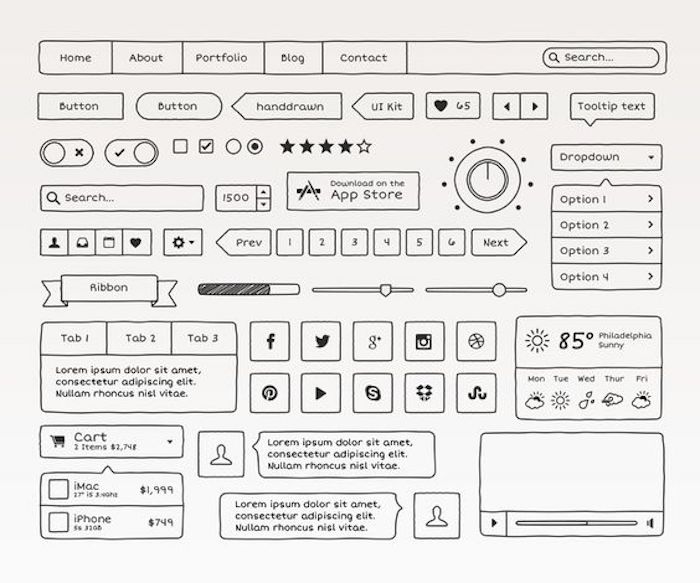 Home About Portfolio Blog Contact Search...
Button Button handdrawn UI Kit 65 Tooltip text
Dropdown
Search... 1500 Download on the
App Store
Option 1
Option 2
Option 3
Option 4
Prev 1 2 3 4 5 6 Next
Ribbon
Tab 1 Tab 2 Tab 3
Lorem ipsum dolor sit amet,
consectetur adipiscing elit.
Nullam rhoncus nisl vitae.
f g+
85° Philadelphia
Sunny
Mon Tue Wed Thur Fri
Cart
2 Items $2,748
iMac
27" i5 3.4Ghz
$1,999
iPhone
5s 32GB
$749
Lorem ipsum dolor sit amet,
consectetur adipiscing elit.
Nullam rhoncus nisl vitae.
Lorem ipsum dolor sit amet,
consectetur adipiscing elit.
Nullam rhoncus nisl vitae.